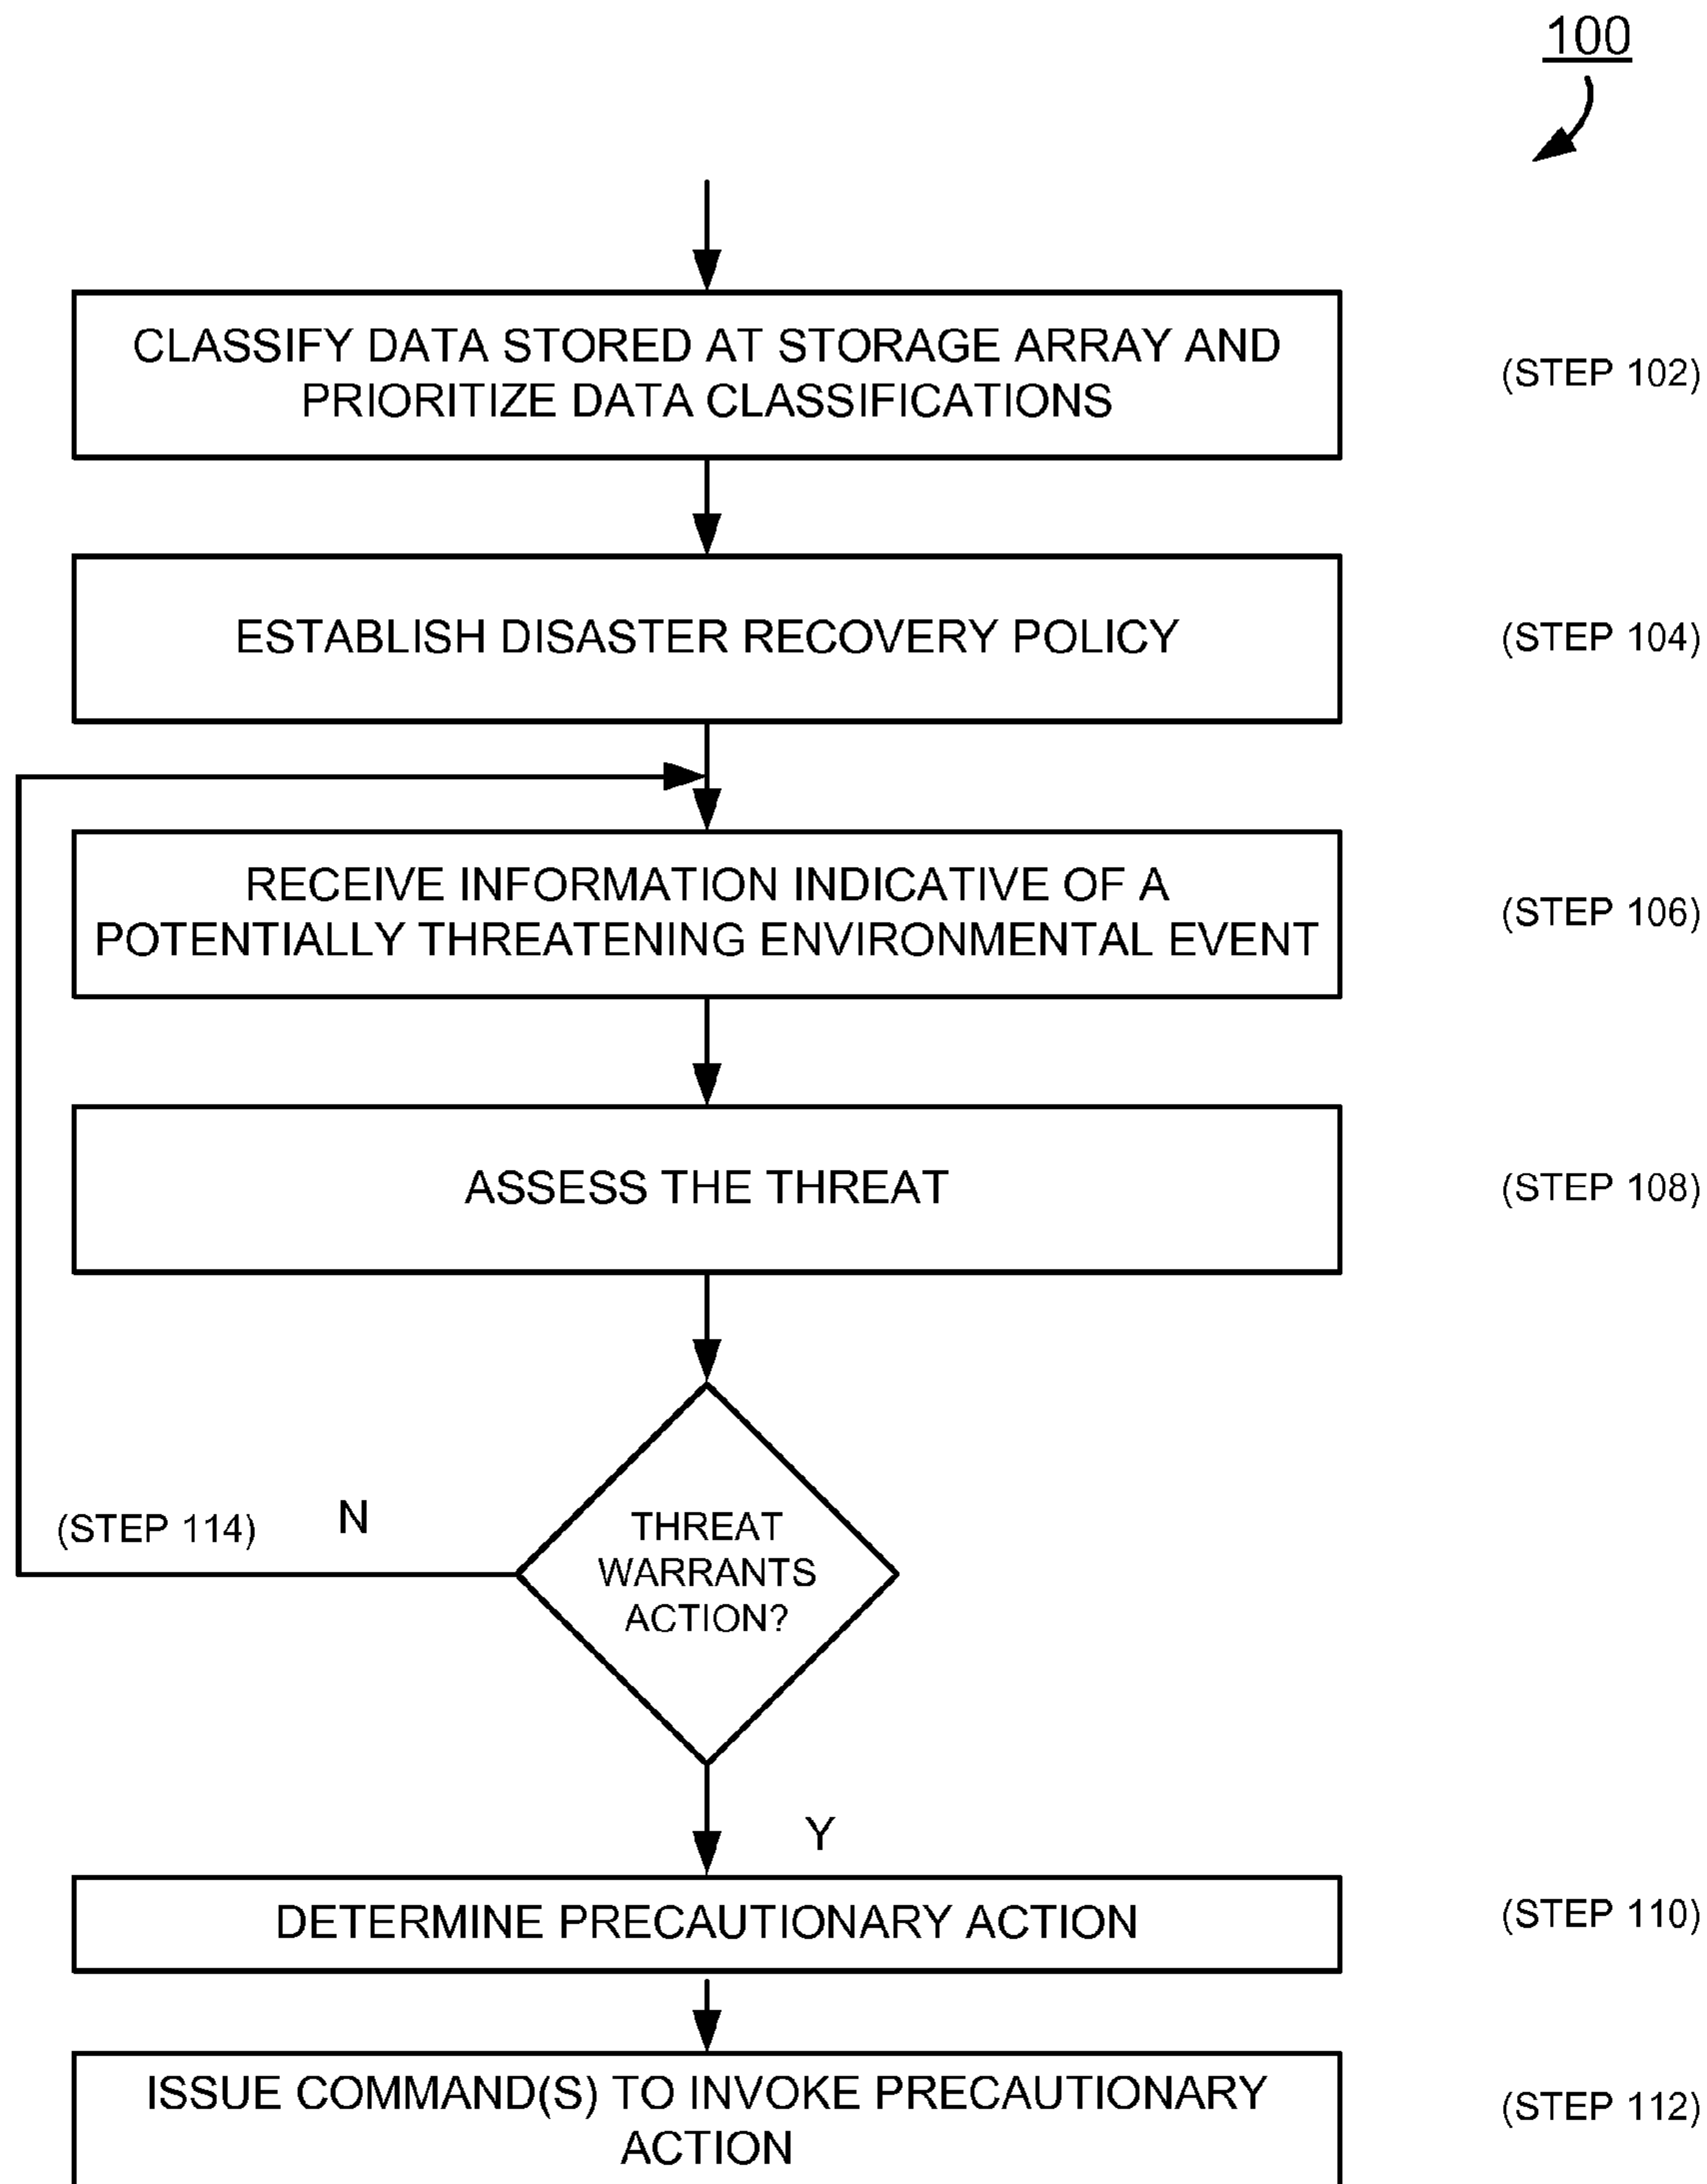 100
CLASSIFY DATA STORED AT STORAGE ARRAY AND
PRIORITIZE DATA CLASSIFICATIONS
(STEP 102)
ESTABLISH DISASTER RECOVERY POLICY
(STEP 104)
RECEIVE INFORMATION INDICATIVE OF A
POTENTIALLY THREATENING ENVIRONMENTAL EVENT
(STEP 106)
ASSESS THE THREAT
(STEP 108)
(STEP 114)
N
THREAT
WARRANTS
ACTION?
Y
DETERMINE PRECAUTIONARY ACTION
(STEP 110)
ISSUE COMMAND(S) TO INVOKE PRECAUTIONARY
ACTION
(STEP 112)